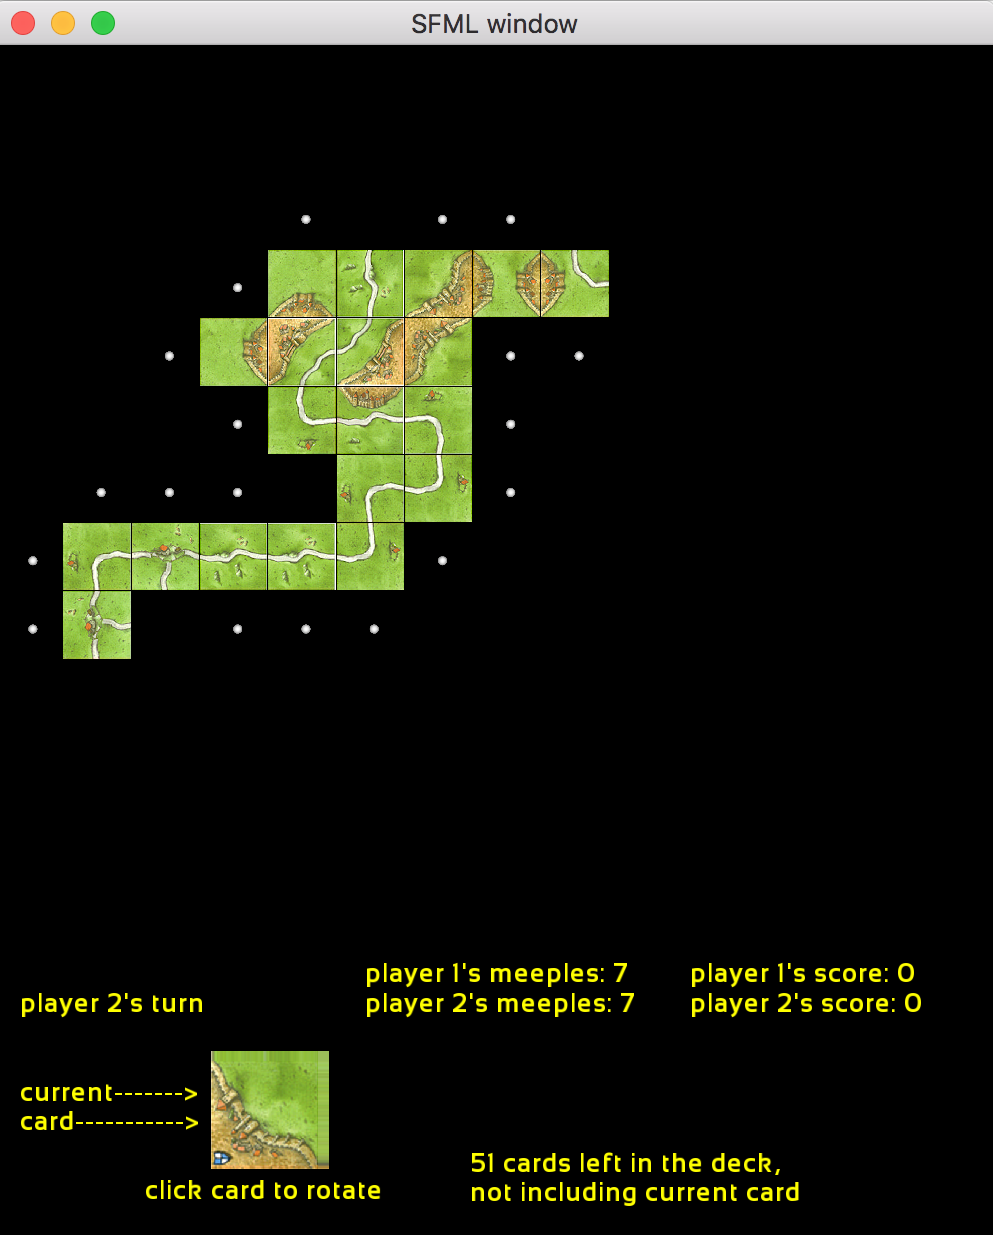 SFML window
player 1's meeples: 7
player 1's score: 0
player 2's turn
player 2's meeples: 7
player 2's score: 0
current------->
card----------->
click card to rotate
51 cards left in the deck,
not including current card